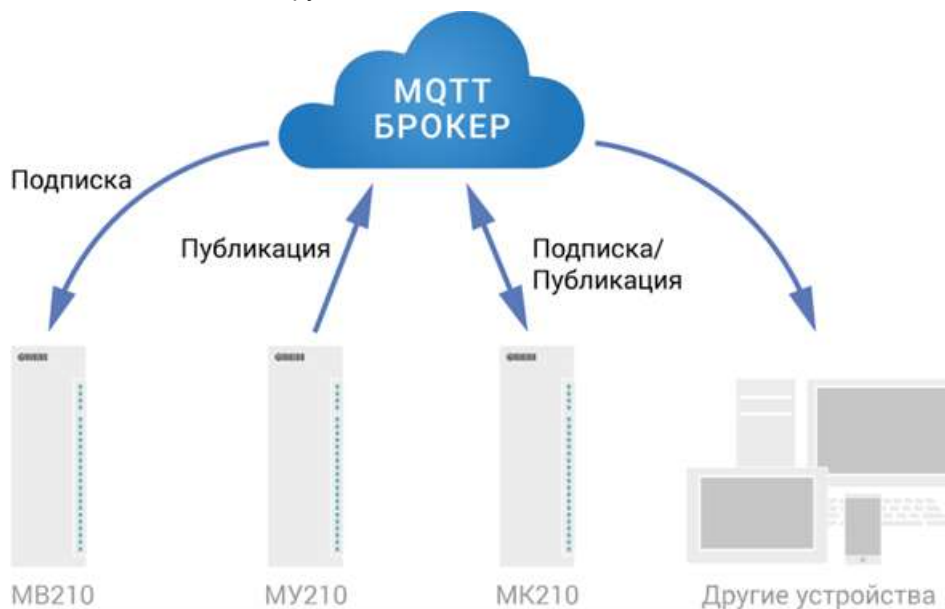 MQTT
БРОКЕР
Подписка
Публикация
Подписка/
Публикация
МВ210
МУ210
МК210
Другие устройства